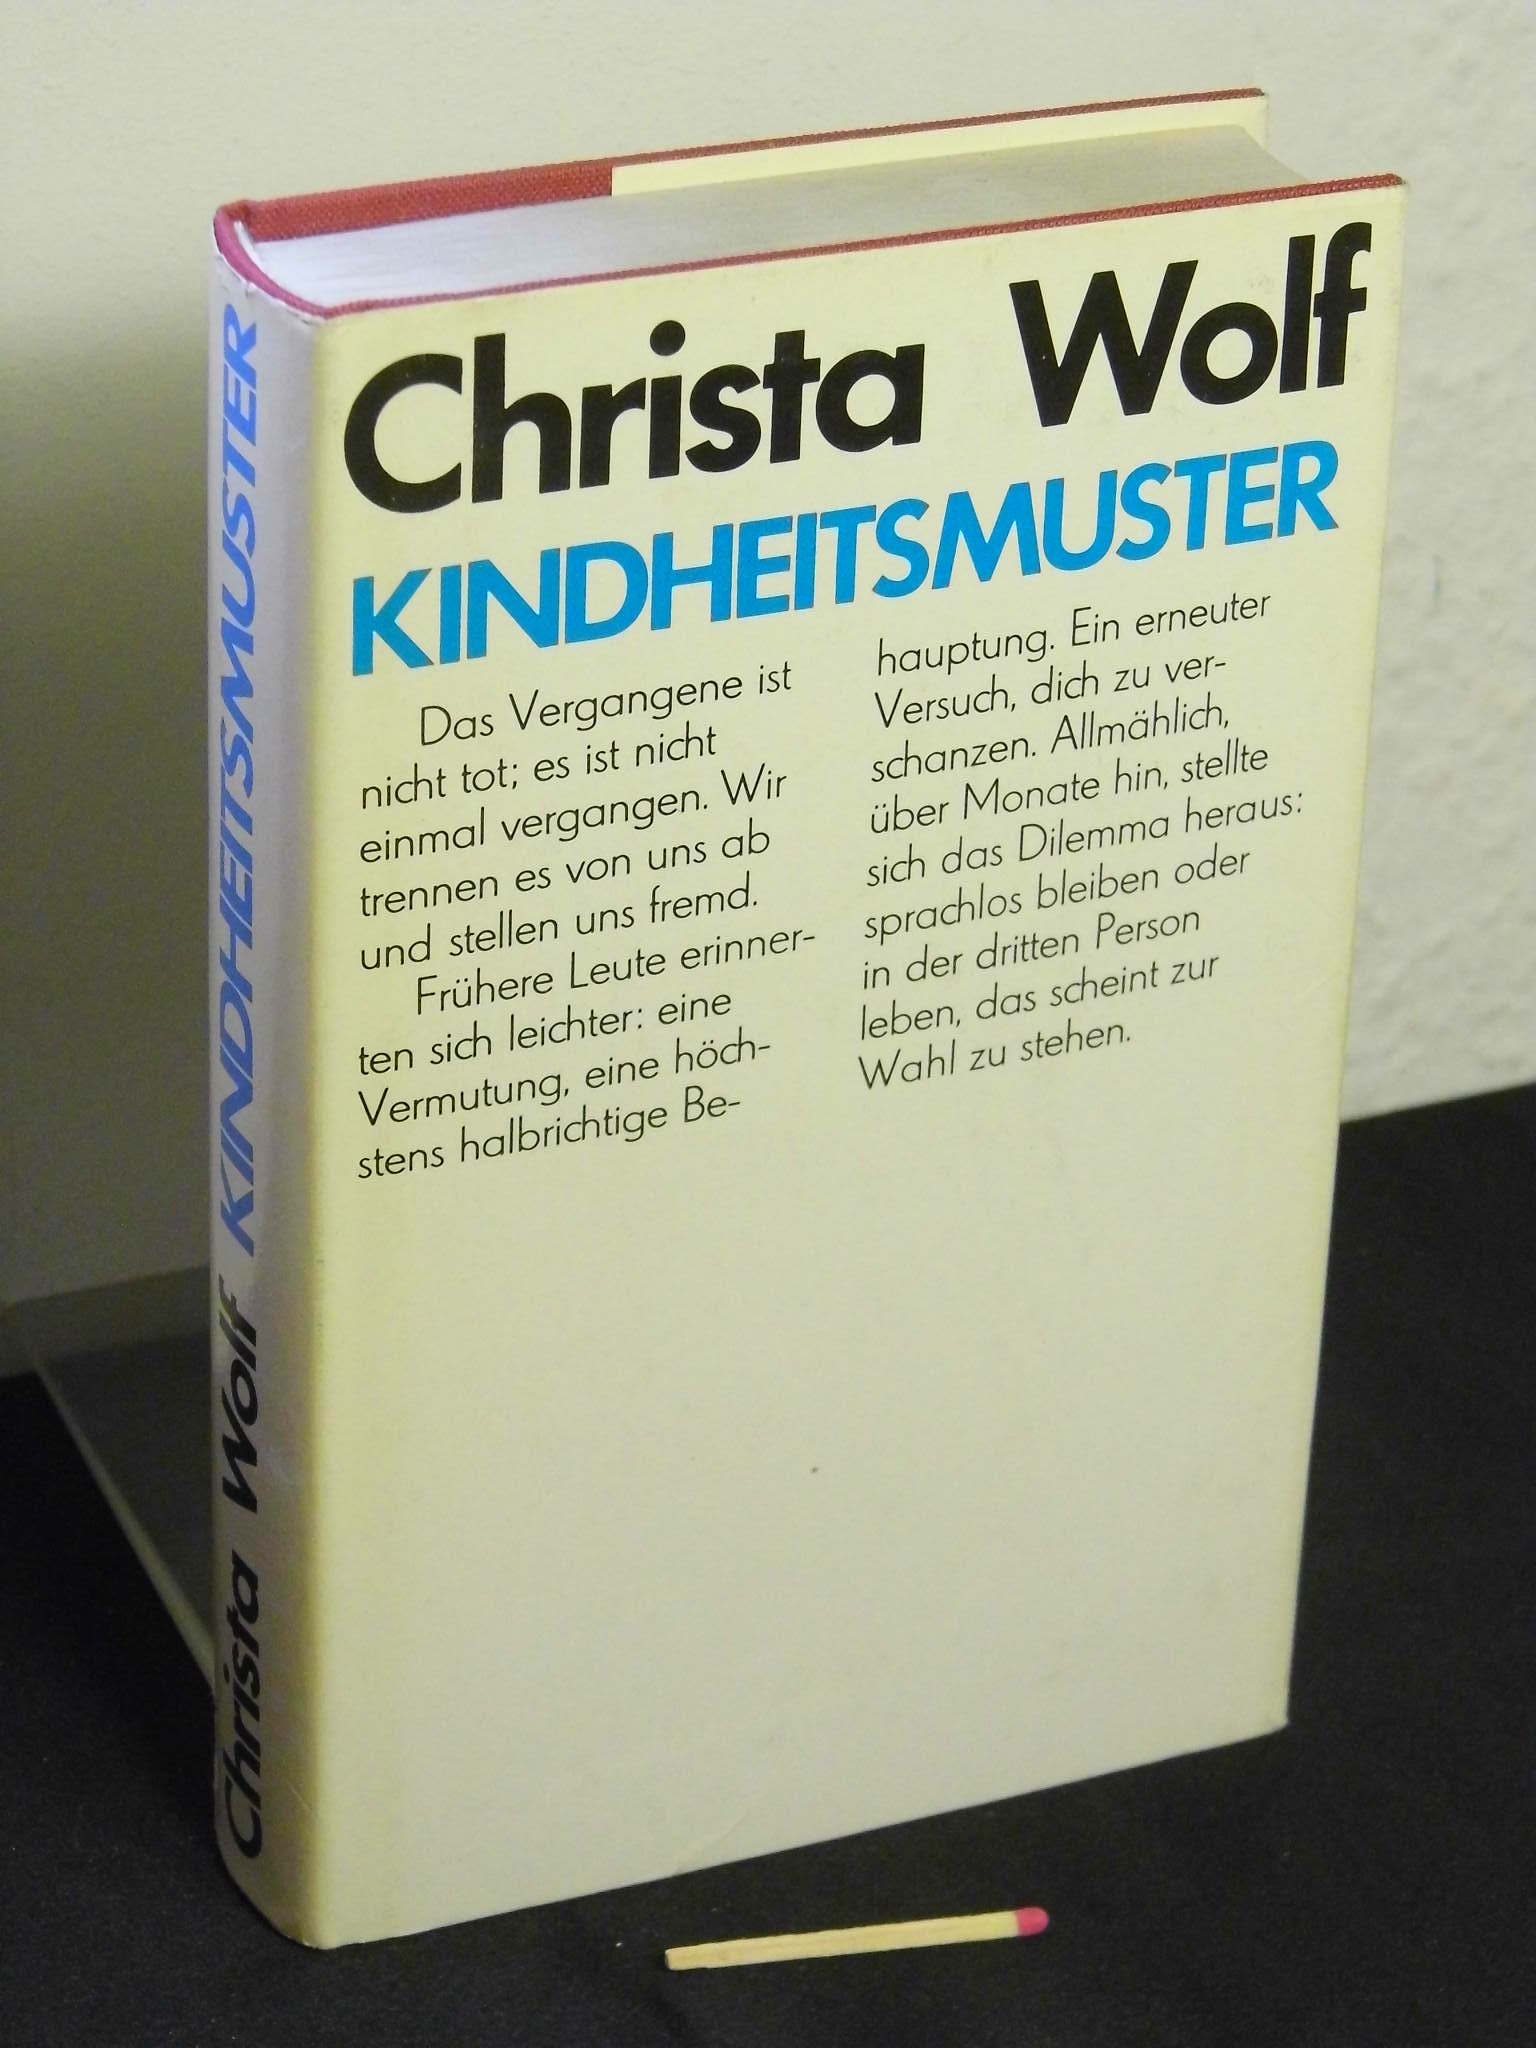 Christa Wolf
KINDHEITSMUSTER
Das Vergangene ist
nicht tot; es ist nicht
einmal vergangen. Wir
trennen es von uns ab
und stellen uns fremd.
Frühere Leute erinner-
ten sich leichter: eine
Vermutung, eine höch-
stens halbrichtige Be-
hauptung. Ein erneuter
Versuch, dich zu ver-
schanzen. Allmählich,
über Monate hin, stellte
sich das Dilemma heraus:
sprachlos bleiben oder
in der dritten Person
leben, das scheint zur
Wahl zu stehen.
Christa Wolf KINDHEITSMUSTER